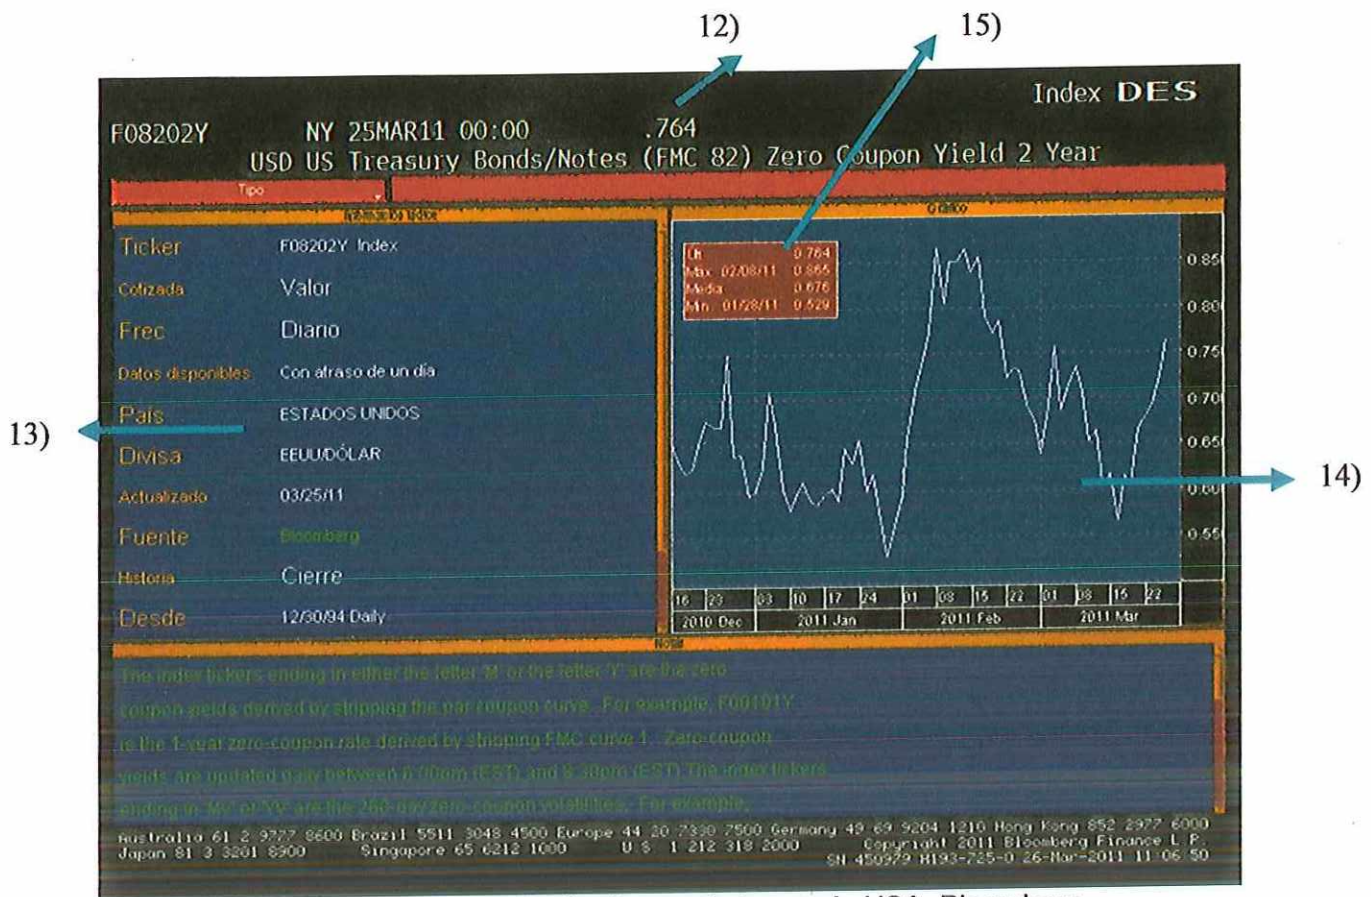 12)
15)
Index DES
F08202Y NY 25MAR11 00:00 .764
USD US Treasury Bonds/Notes (FMC 82) Zero Coupon Yield 2 Year
Tipo
Gráfico
Ticker F08202Y Index
Cotizada Valor
Frec Diario
Datos disponibles Con atraso de un día
País ESTADOS UNIDOS
Divisa EEUU/DÓLAR
Actualizado 03/25/11
Fuente Bloomberg
Historia Cierre
Desde 12/30/94 Daily
13)
Últ 0.764
Max 02/08/11 0.865
Media 0.676
Min 01/28/11 0.529
0.85
0.80
0.75
0.70
0.65
0.60
0.55
14)
16 23 03 10 17 24 01 08 15 22 01 08 15 22
2010 Dec 2011 Jan 2011 Feb 2011 Mar
Notas
The index tickers ending in either the letter 'M' or the letter 'Y' are the zero
coupon yields derived by stripping the par coupon curve. For example, F00101Y
is the 1-year zero-coupon rate derived by stripping FMC curve 1. Zero-coupon
yields are updated daily between (EST) and (EST) The index tickers
ending in 'MV' or 'YV' are the 260-day zero-coupon volatilities. For example,
Australia 61 2 9777 8600 Brazil 5511 3048 4500 Europe 44 20 7330 7500 Germany 49 69 9204 1210 Hong Kong 852 2977 6000
Japan 81 3 3201 8900 Singapore 65 6212 1000 U.S. 1 212 318 2000 Copyright 2011 Bloomberg Finance L.P.
SN 450979 H193-725-0 26-Mar-2011 11:06:50